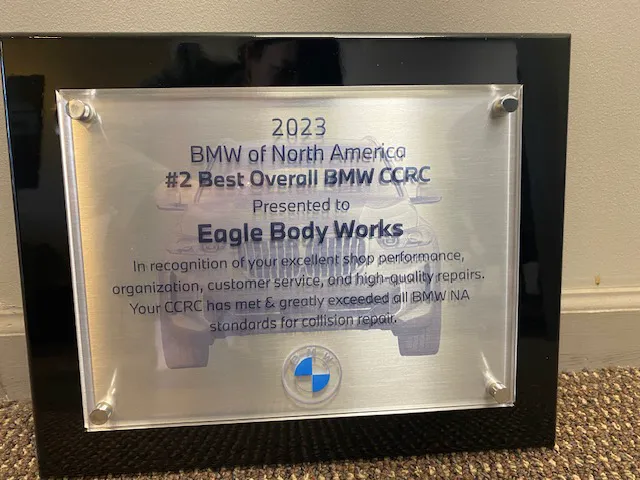 2023
BMW of North America
#2 Best Overall BMW CCRC
Presented to
Eagle Body Works
In recognition of your excellent shop performance,
organization, customer service, and high-quality repairs.
Your CCRC has met & greatly exceeded all BMW NA
standards for collision repair.
BMW